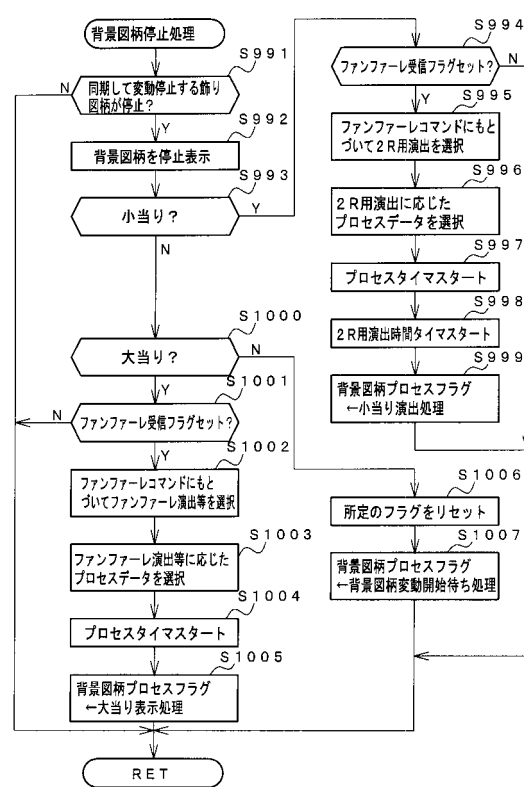 背景図柄停止処理
S991
N
同期して変動停止する飾り
図柄が停止?
Y
S992
背景図柄を停止表示
S993
小当り?
Y
N
S994
ファンファーレ受信フラグセット?
N
Y
S995
ファンファーレコマンドにもと
づいて2R用演出を選択
S996
2R用演出に応じた
プロセスデータを選択
S997
プロセスタイマスタート
S998
2R用演出時間タイマスタート
S999
背景図柄プロセスフラグ
←小当り演出処理
S1000
大当り?
N
Y
S1001
N
ファンファーレ受信フラグセット?
Y
S1002
ファンファーレコマンドにもと
づいてファンファーレ演出等を選択
S1003
ファンファーレ演出等に応じた
プロセスデータを選択
S1004
プロセスタイマスタート
S1005
背景図柄プロセスフラグ
←大当り表示処理
S1006
所定のフラグをリセット
S1007
背景図柄プロセスフラグ
←背景図柄変動開始待ち処理
RET